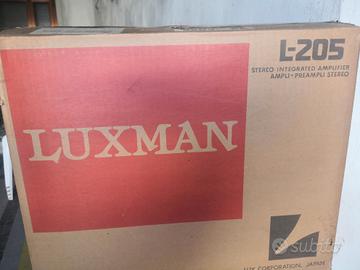 L-205
STEREO INTEGRATED AMPLIFIER
AMPLI-PREAMPLI STEREO
LUXMAN
subito
LUX CORPORATION, JAPAN